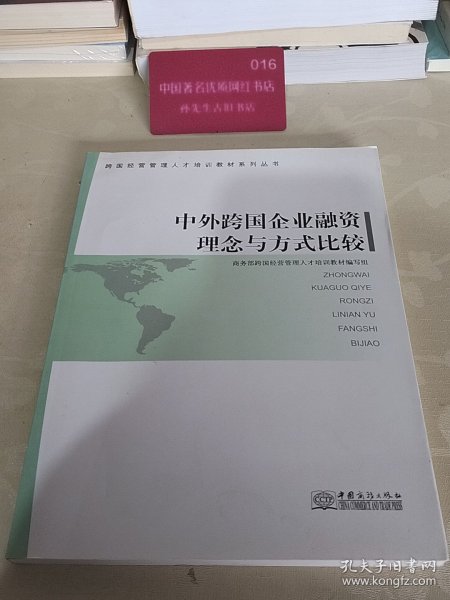 016
中国著名优质网红书店
孙先生古旧书店
跨国经营管理人才培训教材系列丛书
中外跨国企业融资
理念与方式比较
商务部跨国经营管理人才培训教材编写组
ZHONGWAI
KUAGUO QIYE
RONGZI
LINIAN YU
FANGSHI
BIJIAO
CCTP
中国商务出版社
CHINA COMMERCE AND TRADE PRESS
孔夫子旧书网
www.kongfz.com